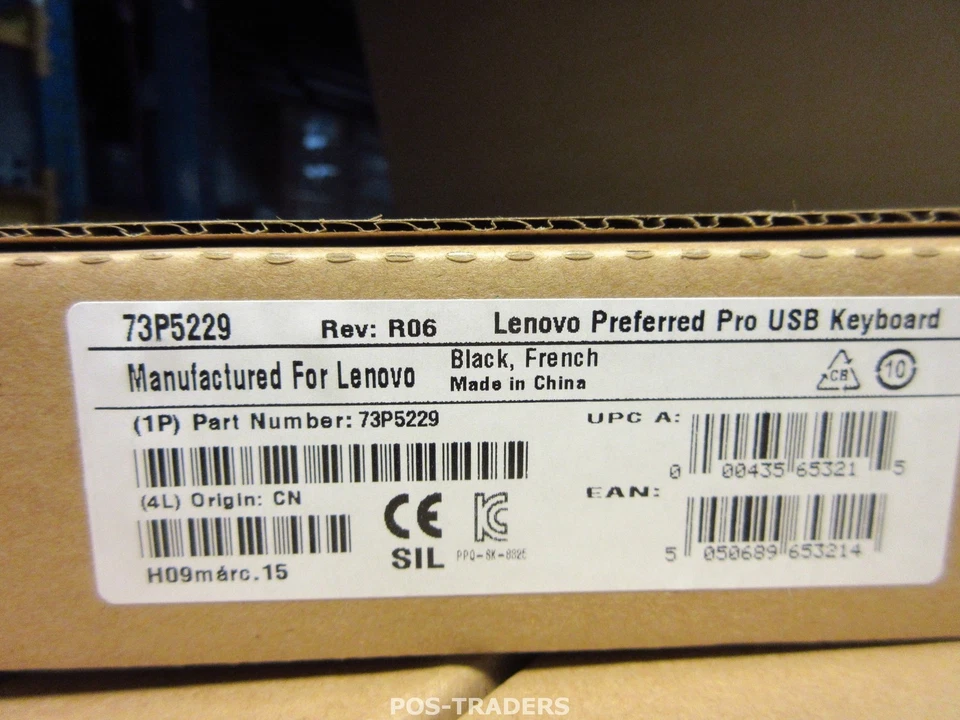 73P5229 Rev: R06 Lenovo Preferred Pro USB Keyboard
Manufactured For Lenovo
Black, French
Made in China
CB 10
(1P) Part Number: 73P5229
UPC A:
0 00435 65321 5
(4L) Origin: CN
EAN:
CE
SIL
5 050689 653214
H09márc.15
POS-TRADERS